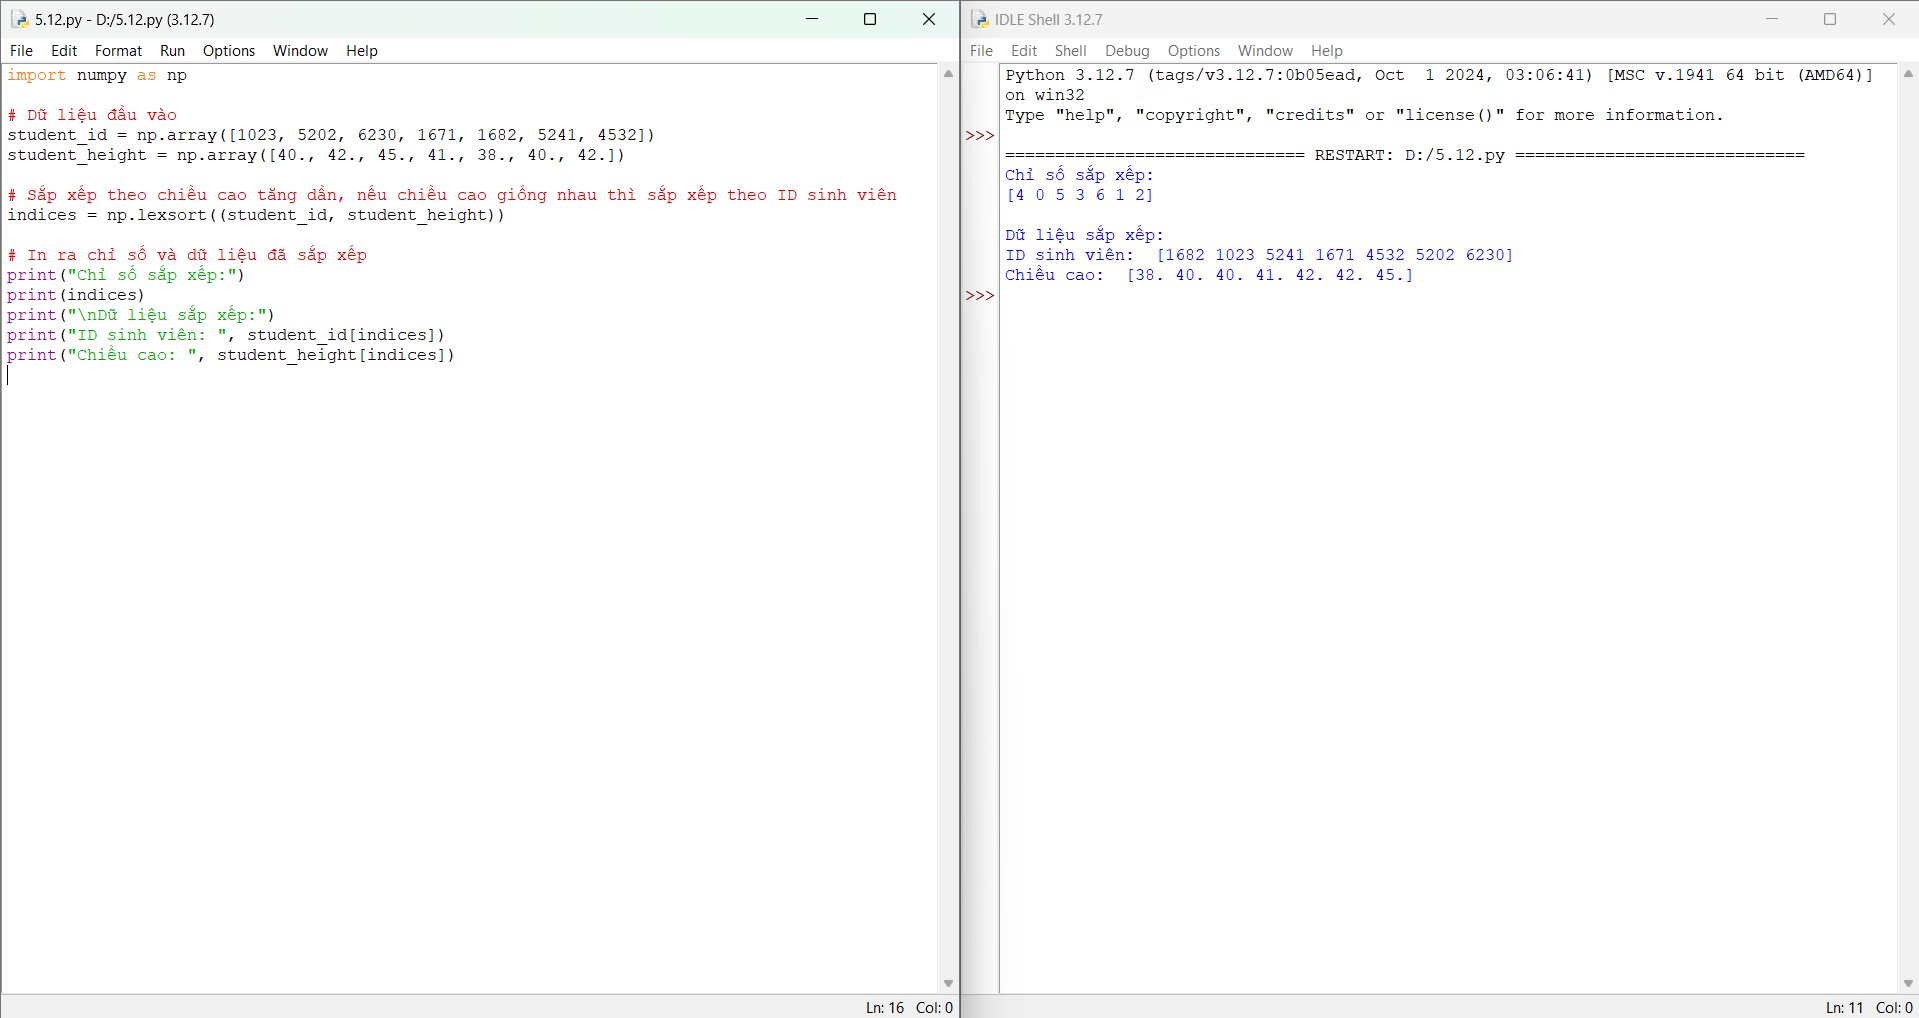 5.12.py - D:/5.12.py (3.12.7)
File Edit Format Run Options Window Help
import numpy as np
# Dữ liệu đầu vào
student_id = np.array([1023, 5202, 6230, 1671, 1682, 5241, 4532])
student_height = np.array([40., 42., 45., 41., 38., 40., 42.])
# Sắp xếp theo chiều cao tăng dần, nếu chiều cao giống nhau thì sắp xếp theo ID sinh viên
indices = np.lexsort((student_id, student_height))
# In ra chỉ số và dữ liệu đã sắp xếp
print("Chỉ số sắp xếp:")
print(indices)
print("\nDữ liệu sắp xếp:")
print("ID sinh viên: ", student_id[indices])
print("Chiều cao: ", student_height[indices])
Ln: 16 Col: 0
IDLE Shell 3.12.7
File Edit Shell Debug Options Window Help
Python 3.12.7 (tags/v3.12.7:0b05ead, Oct  1 2024, 03:06:41) [MSC v.1941 64 bit (AMD64)]
on win32
Type "help", "copyright", "credits" or "license()" for more information.
>>>
============================== RESTART: D:/5.12.py =============================
Chỉ số sắp xếp:
[4 0 5 3 6 1 2]
Dữ liệu sắp xếp:
ID sinh viên:  [1682 1023 5241 1671 4532 5202 6230]
Chiều cao:  [38. 40. 40. 41. 42. 42. 45.]
>>>
Ln: 11 Col: 0